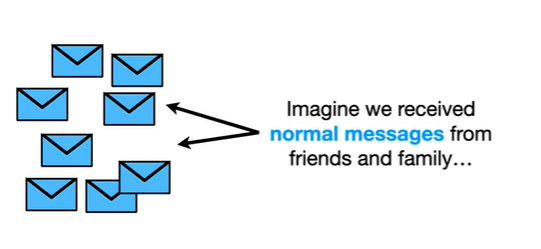 Imagine we received
normal messages from
friends and family…